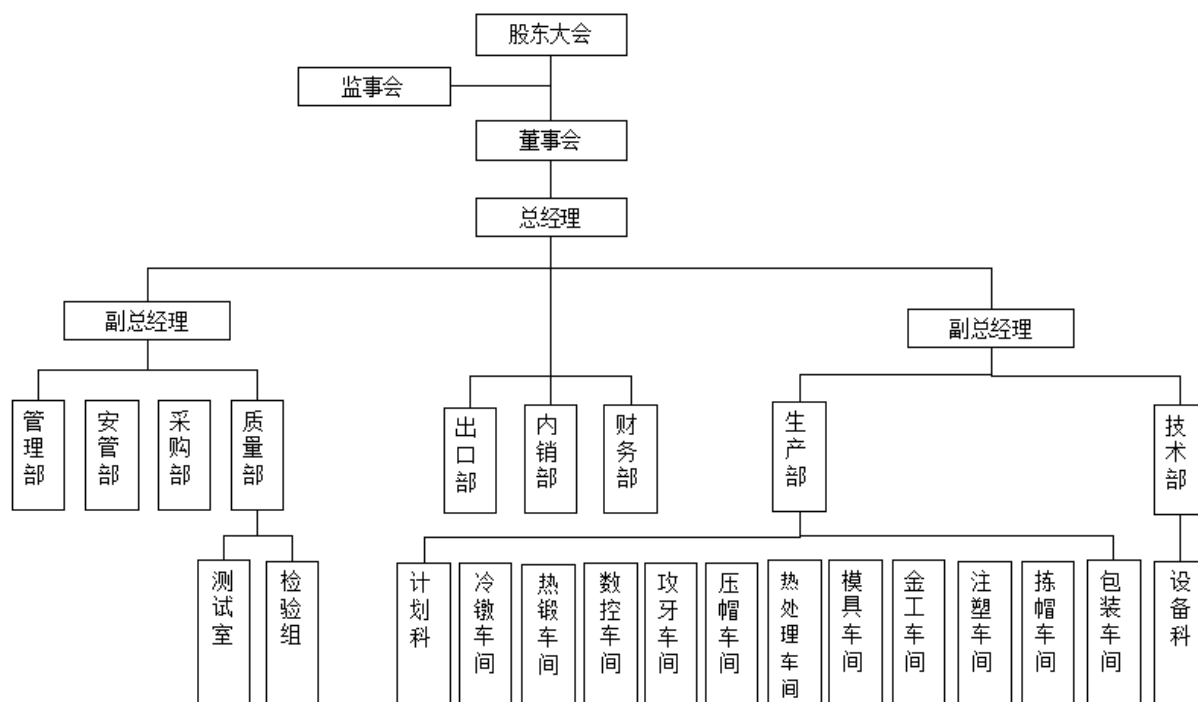 股东大会
监事会
董事会
总经理
副总经理
副总经理
管理部
安管部
采购部
质量部
出口部
内销部
财务部
生产部
技术部
测试室
检验组
计划科
冷镦车间
热锻车间
数控车间
攻牙车间
压帽车间
热处理车间
模具车间
金工车间
注塑车间
拣帽车间
包装车间
设备科